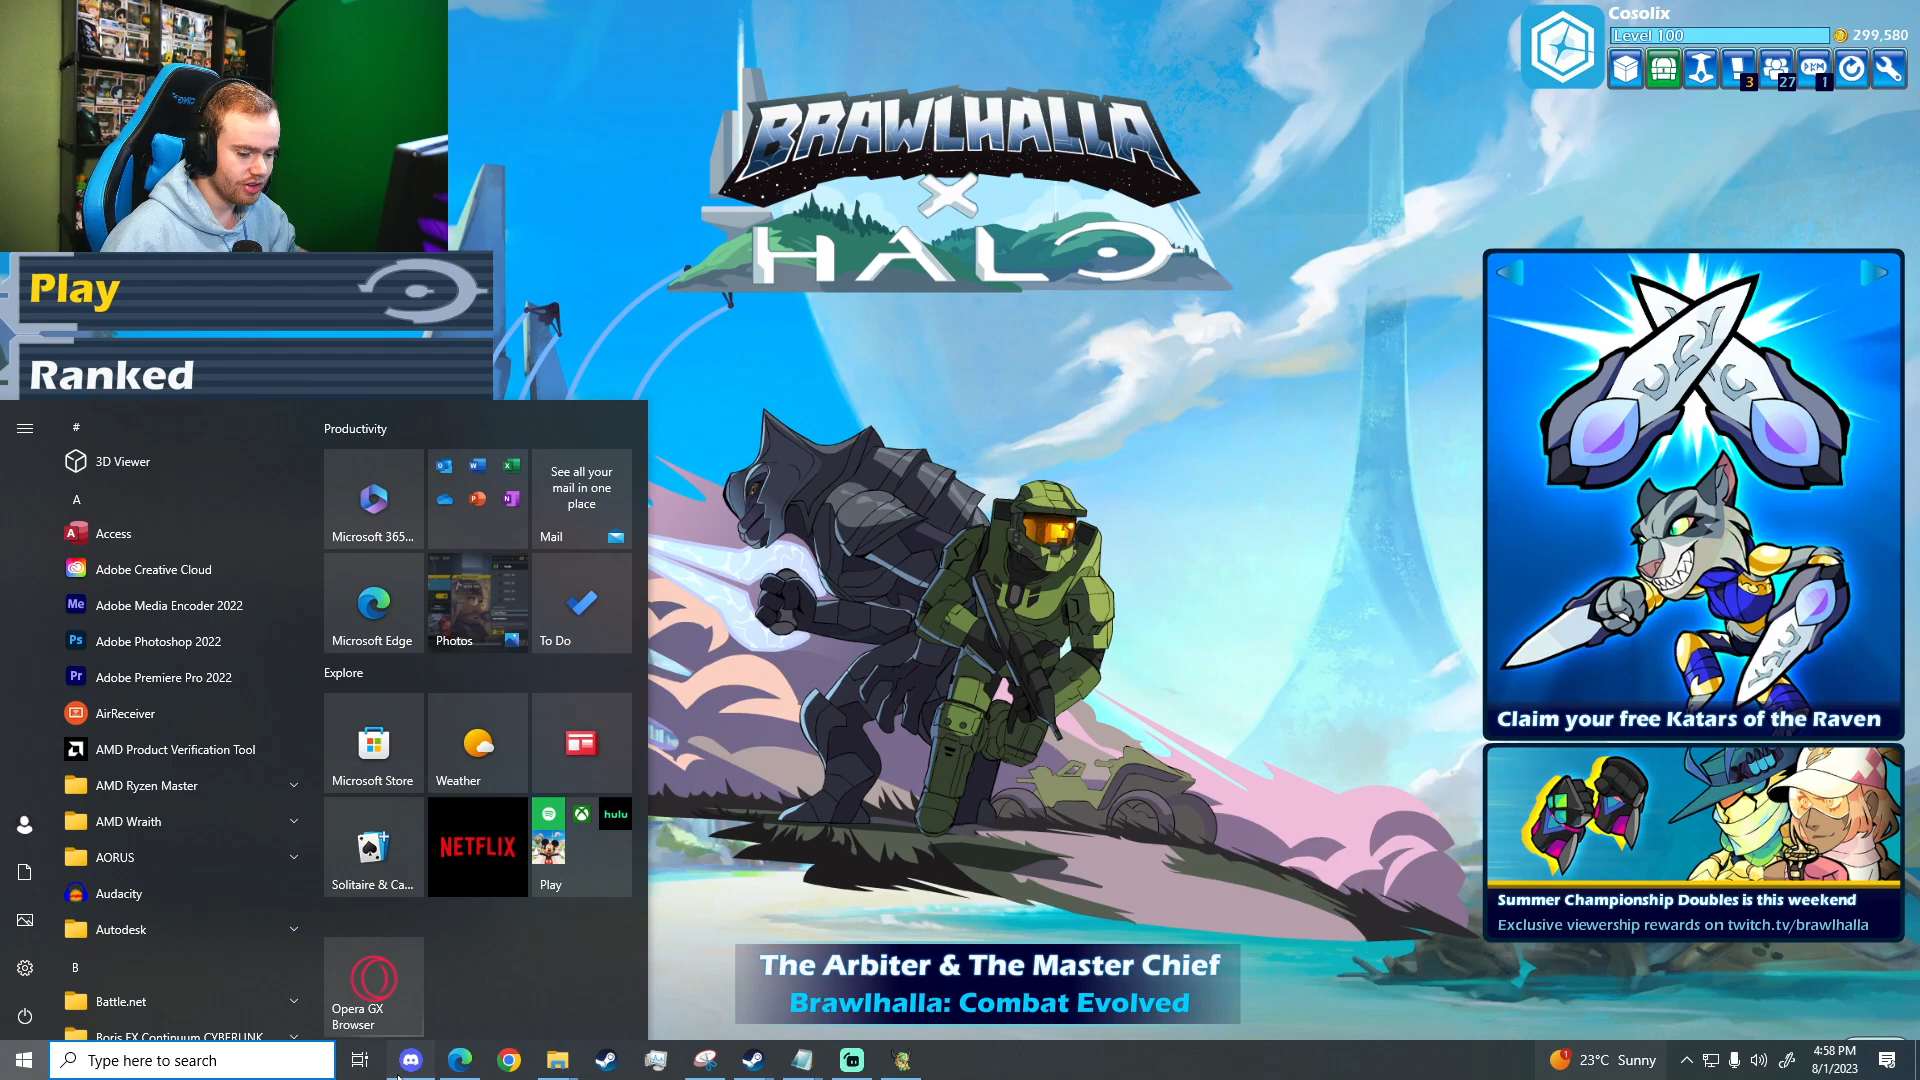 Cosolix
Level 100
299,580
3
27
1
BRAWLHALLA
X
HALO
Play
Ranked
#
3D Viewer
A
Access
Adobe Creative Cloud
Adobe Media Encoder 2022
Adobe Photoshop 2022
Adobe Premiere Pro 2022
AirReceiver
AMD Product Verification Tool
AMD Ryzen Master
AMD Wraith
AORUS
Audacity
Autodesk
B
Battle.net
Boris FX Continuum CYBERLINK
Productivity
Microsoft 365...
See all your
mail in one
place
Mail
Microsoft Edge
Photos
To Do
Explore
Microsoft Store
Weather
Solitaire & Ca...
NETFLIX
hulu
Play
Opera GX
Browser
Claim your free Katars of the Raven
Summer Championship Doubles is this weekend
Exclusive viewership rewards on twitch.tv/brawlhalla
The Arbiter & The Master Chief
Brawlhalla: Combat Evolved
Type here to search
1
23°C Sunny
4:58 PM
8/1/2023